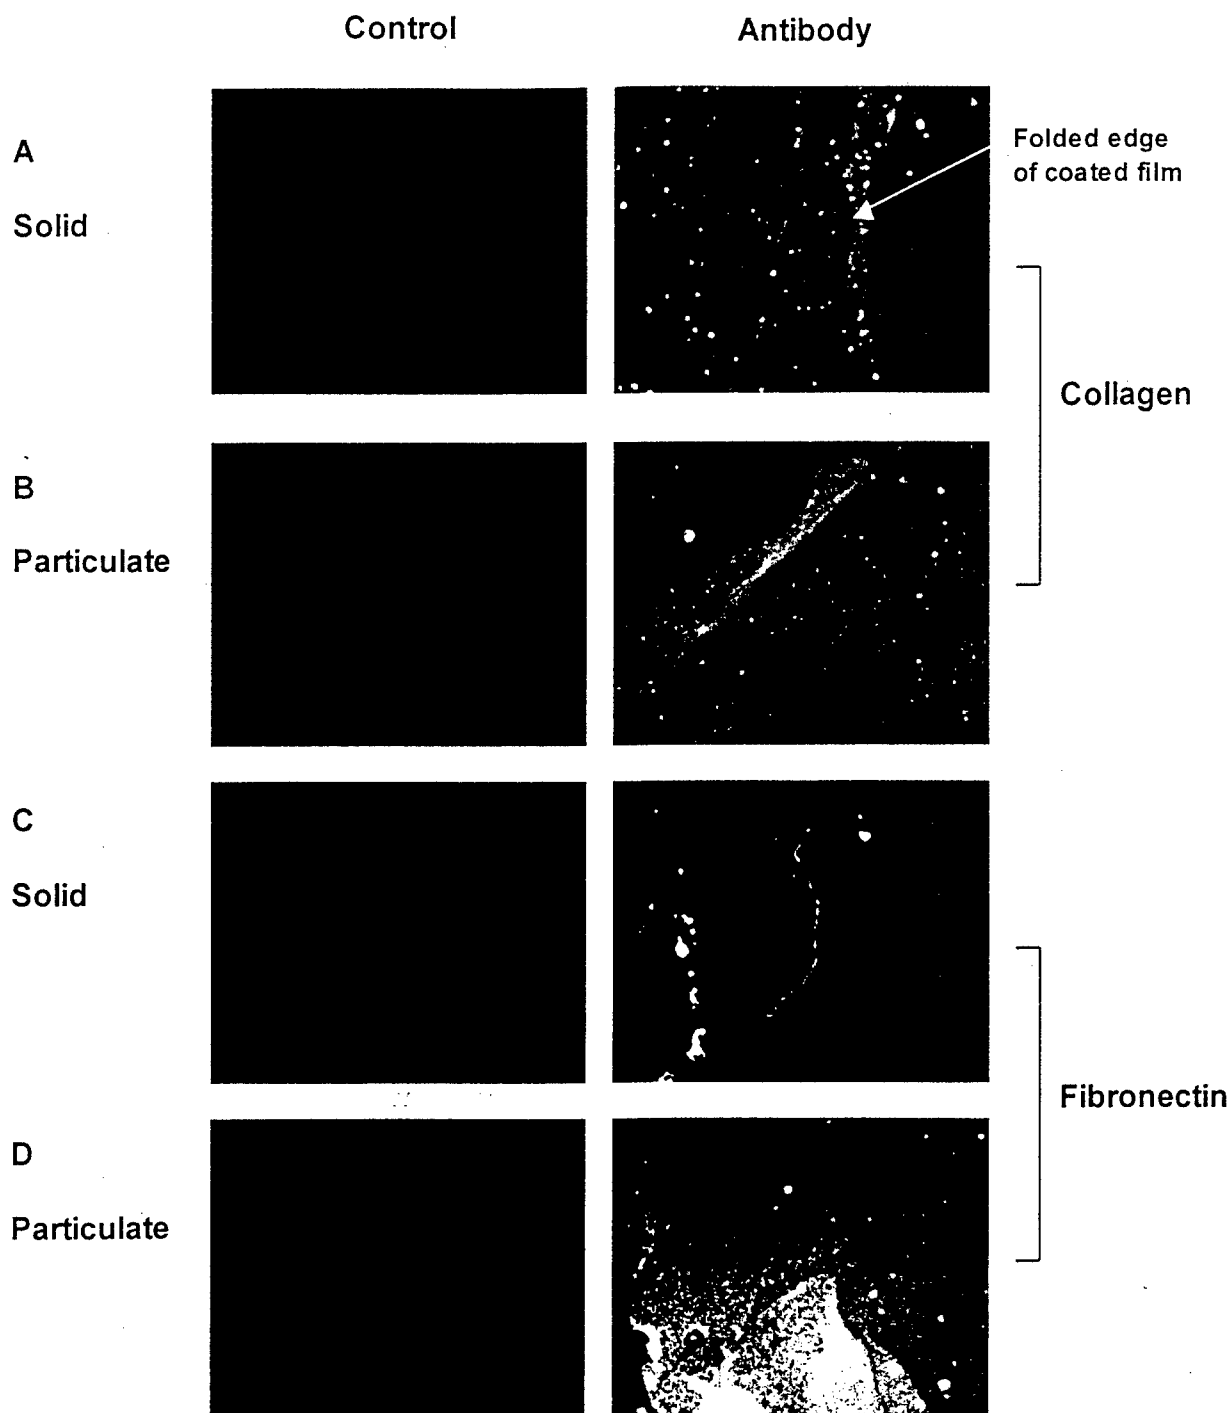 Control
Antibody
A
Solid
Folded edge
of coated film
Collagen
B
Particulate
C
Solid
Fibronectin
D
Particulate